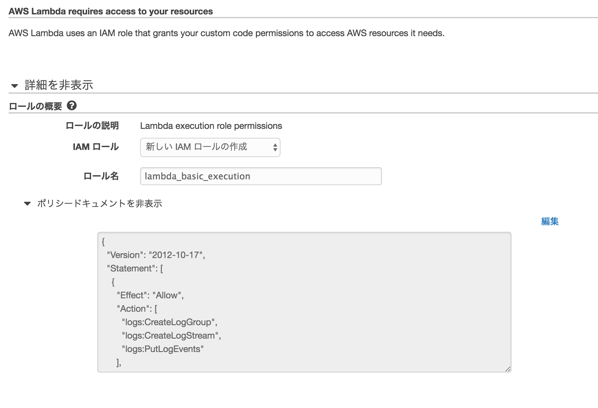 AWS Lambda requires access to your resources
AWS Lambda uses an IAM role that grants your custom code permissions to access AWS resources it needs.
▼ 詳細を非表示
ロールの概要 ?
ロールの説明 Lambda execution role permissions
IAM ロール 新しい IAM ロールの作成
ロール名 lambda_basic_execution
▼ ポリシードキュメントを非表示
編集
{
"Version": "2012-10-17",
"Statement": [
{
"Effect": "Allow",
"Action": [
"logs:CreateLogGroup",
"logs:CreateLogStream",
"logs:PutLogEvents"
],